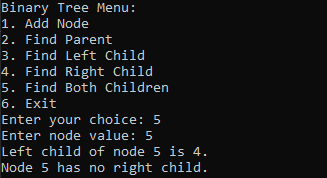 Binary Tree Menu:
1. Add Node
2. Find Parent
3. Find Left Child
4. Find Right Child
5. Find Both Children
6. Exit
Enter your choice: 5
Enter node value: 5
Left child of node 5 is 4.
Node 5 has no right child.